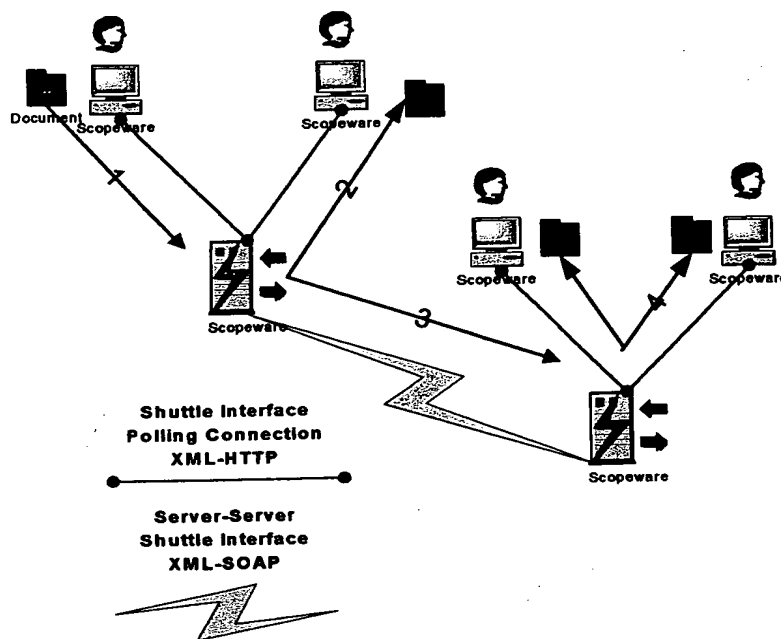 Document
Scopeware
Scopeware
1
2
Scopeware
Scopeware
Scopeware
3
4
Scopeware
Shuttle Interface
Polling Connection
XML-HTTP
Server-Server
Shuttle Interface
XML-SOAP